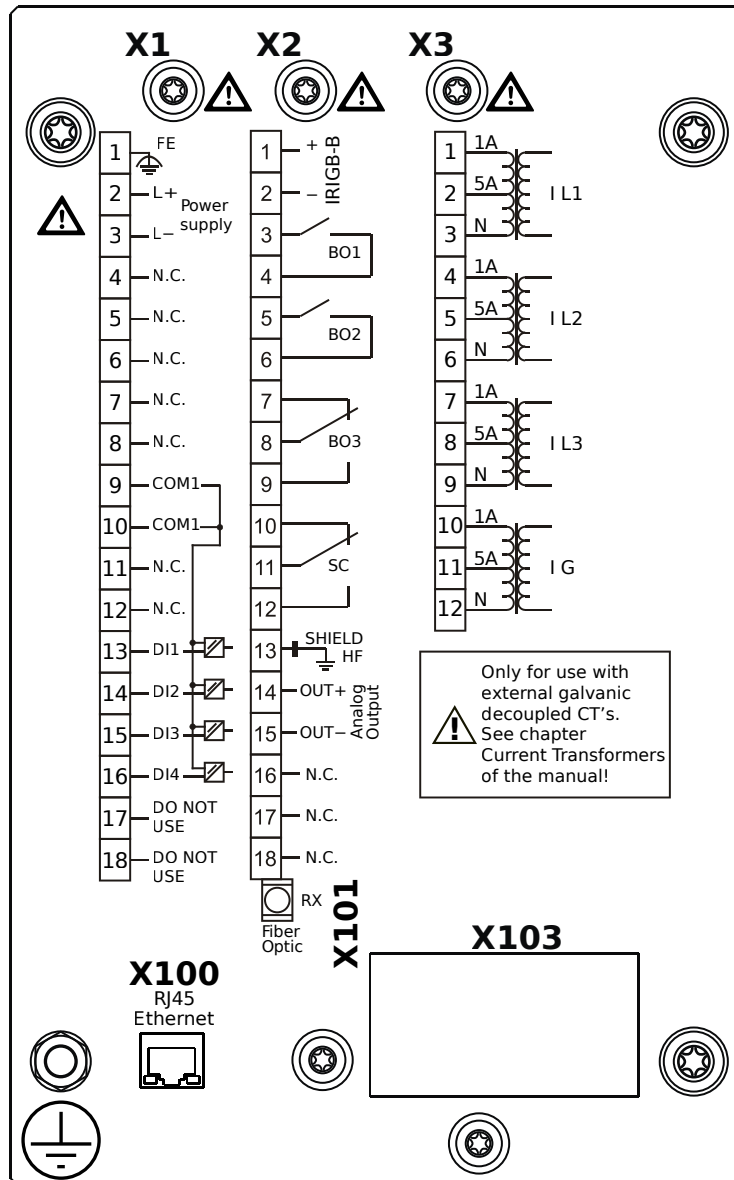 X1
X2
X3
1
FE
2
L+
Power
supply
3
L−
4
N.C.
5
N.C.
6
N.C.
7
N.C.
8
N.C.
9
COM1
10
COM1
11
N.C.
12
N.C.
13
DI1
14
DI2
15
DI3
16
DI4
17
DO NOT
USE
18
DO NOT
USE
1
+
2
−
IRIGB-B
3
BO1
4
5
BO2
6
7
8
BO3
9
10
11
SC
12
13
SHIELD
HF
14
OUT+
15
OUT−
Analog
Output
16
N.C.
17
N.C.
18
N.C.
RX
Fiber
Optic
X101
1
1A
2
5A
I L1
3
N
4
1A
5
5A
I L2
6
N
7
1A
8
5A
I L3
9
N
10
1A
11
5A
I G
12
N
Only for use with
external galvanic
decoupled CT's.
See chapter
Current Transformers
of the manual!
X103
X100
RJ45
Ethernet